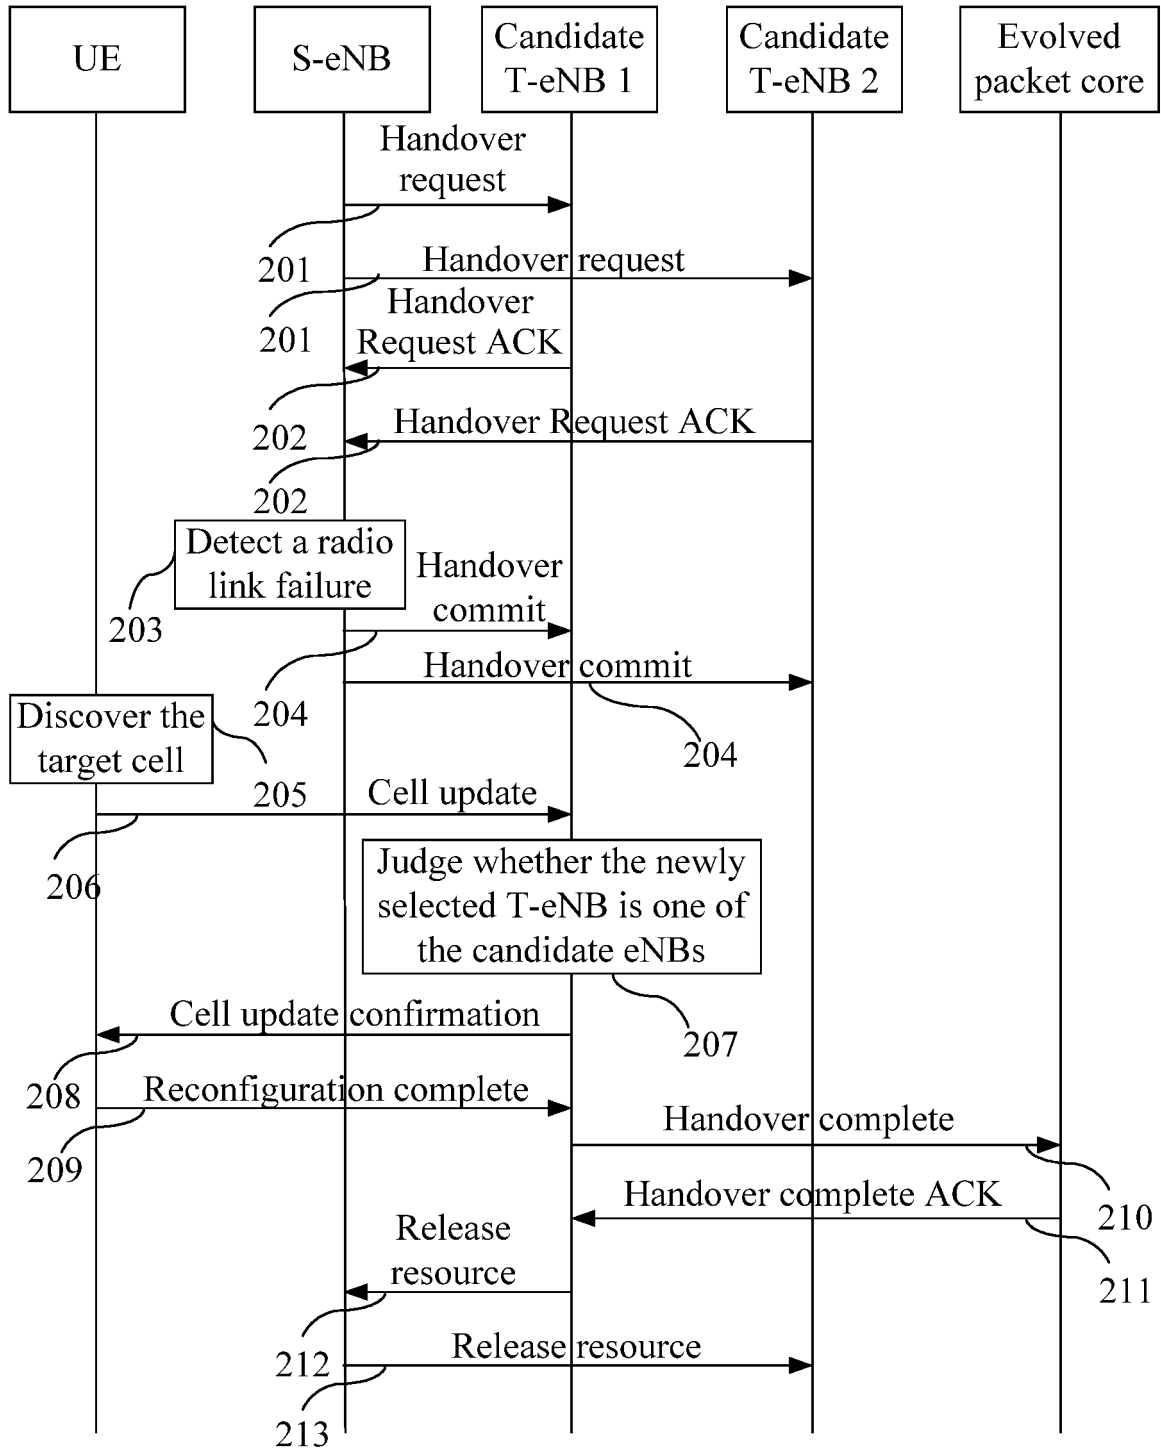 UE
S-eNB
Candidate
T-eNB 1
Candidate
T-eNB 2
Evolved
packet core
Handover
request
201
Handover request
201
Handover
Request ACK
202
Handover Request ACK
202
Detect a radio
link failure
203
Handover
commit
204
Handover commit
204
Discover the
target cell
205
Cell update
206
Judge whether the newly
selected T-eNB is one of
the candidate eNBs
207
Cell update confirmation
208
Reconfiguration complete
209
Handover complete
210
Handover complete ACK
211
Release
resource
212
Release resource
213